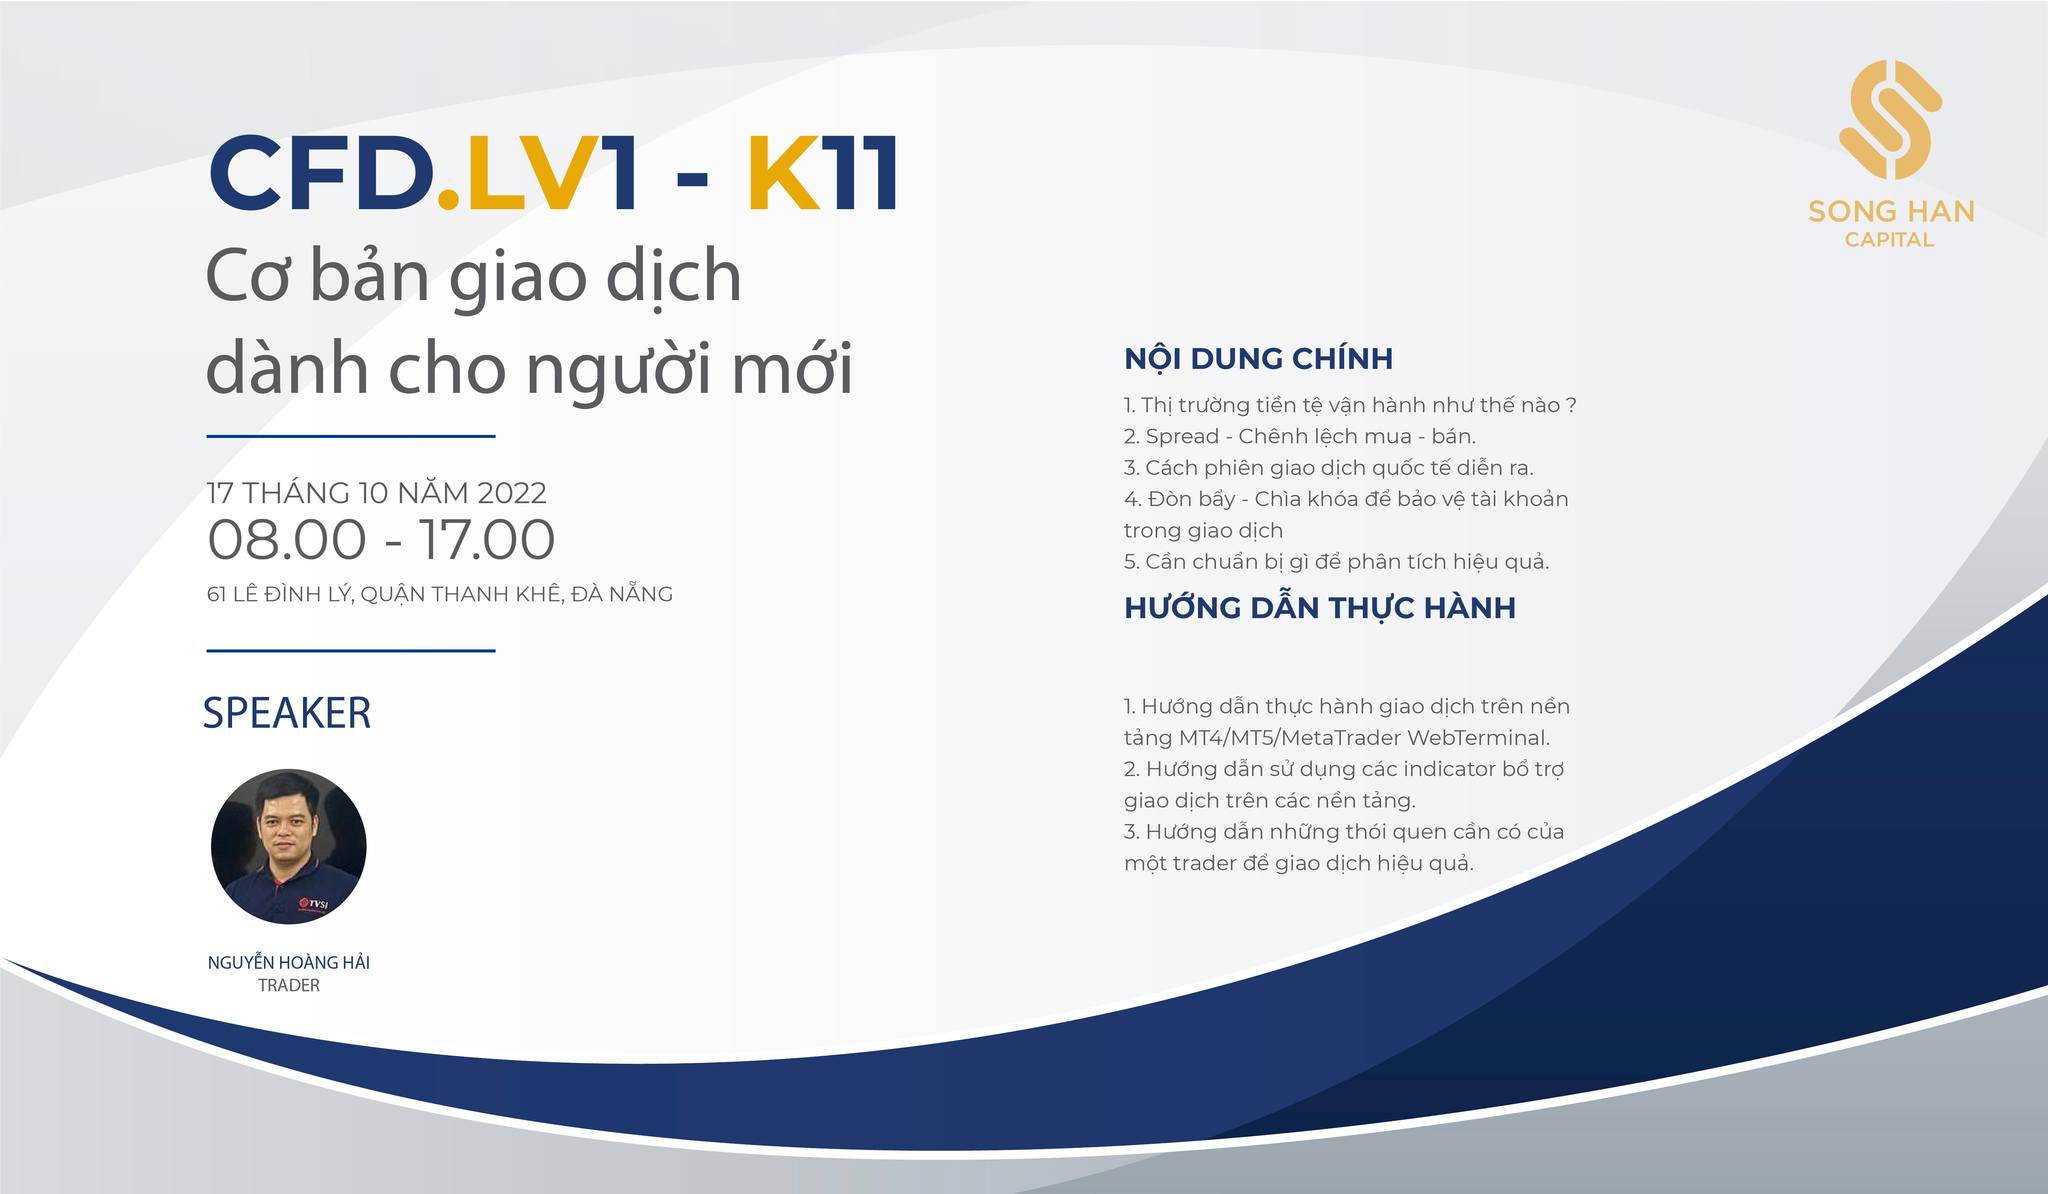 CFD.LV1 - K11
Cơ bản giao dịch
dành cho người mới
17 THÁNG 10 NĂM 2022
08.00 - 17.00
61 LÊ ĐÌNH LÝ, QUẬN THANH KHÊ, ĐÀ NẴNG
SPEAKER
TVSI
NGUYỄN HOÀNG HẢI
TRADER
SONG HAN
CAPITAL
NỘI DUNG CHÍNH
1. Thị trường tiền tệ vận hành như thế nào ?
2. Spread - Chênh lệch mua - bán.
3. Cách phiên giao dịch quốc tế diễn ra.
4. Đòn bẩy - Chìa khóa để bảo vệ tài khoản
trong giao dịch
5. Cần chuẩn bị gì để phân tích hiệu quả.
HƯỚNG DẪN THỰC HÀNH
1. Hướng dẫn thực hành giao dịch trên nền
tảng MT4/MT5/MetaTrader WebTerminal.
2. Hướng dẫn sử dụng các indicator bổ trợ
giao dịch trên các nền tảng.
3. Hướng dẫn những thói quen cần có của
một trader để giao dịch hiệu quả.